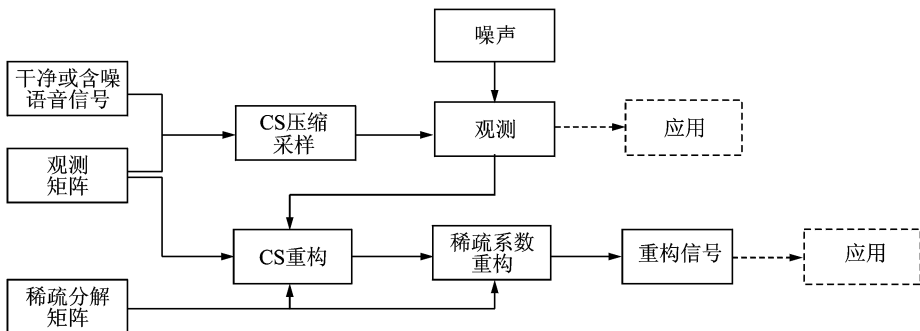 噪声
干净或含噪
语音信号
CS压缩
采样
观测
应用
观测
矩阵
CS重构
稀疏系数
重构
重构信号
应用
稀疏分解
矩阵